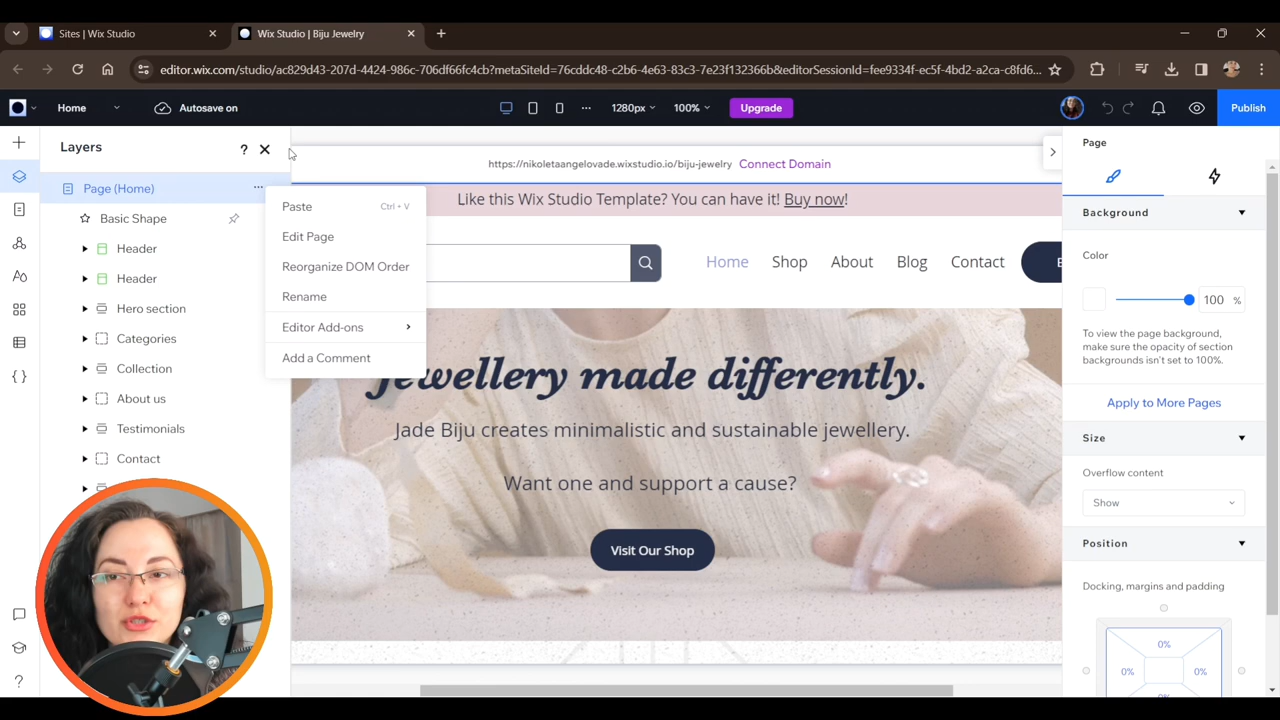 Sites | Wix Studio
Wix Studio | Biju Jewelry
editor.wix.com/studio/ac829d43-207d-4424-986c-706df66fc4cb?metaSiteId=76cddc48-c2b6-4e63-83c3-7e23f132366b&editorSessionId=fee9334f-ec5f-4bd2-a2ca-c8fd6...
Home
Autosave on
1280px
100%
Upgrade
Publish
Layers
?
Page (Home)
Basic Shape
Header
Header
Hero section
Categories
Collection
About us
Testimonials
Contact
Paste Ctrl + V
Edit Page
Reorganize DOM Order
Rename
Editor Add-ons
Add a Comment
https://nikoletaangelovade.wixstudio.io/biju-jewelry Connect Domain
Like this Wix Studio Template? You can have it! Buy now!
Home Shop About Blog Contact
Jewellery made differently.
Jade Biju creates minimalistic and sustainable jewellery.
Want one and support a cause?
Visit Our Shop
Page
Background
Color
100 %
To view the page background,
make sure the opacity of section
backgrounds isn't set to 100%.
Apply to More Pages
Size
Overflow content
Show
Position
Docking, margins and padding
0%
0% 0%